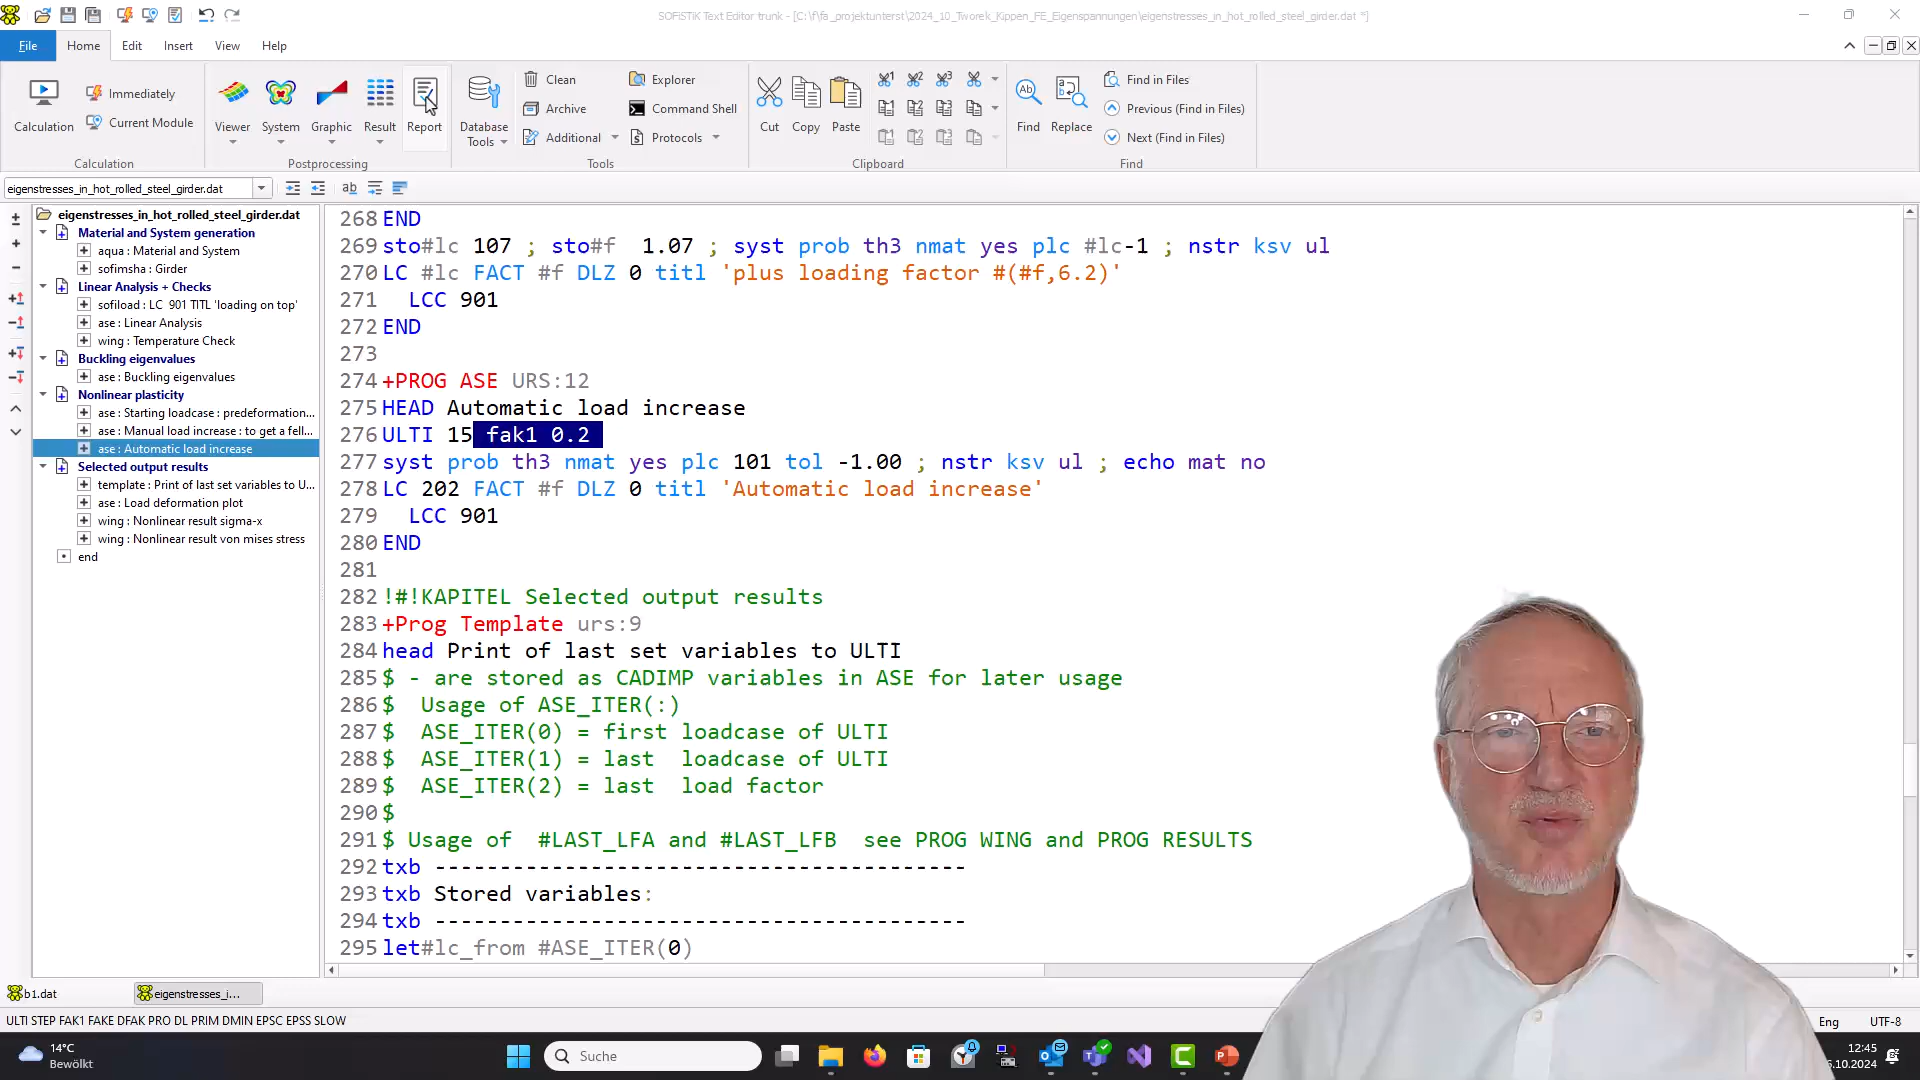 SOFiSTiK Text Editor trunk - [C:\f\fa_projektunterst\2024_10_Tworek_Kippen_FE_Eigenspannungen\eigenstresses_in_hot_rolled_steel_girder.dat *]
File Home Edit Insert View Help
Calculation
Immediately
Current Module
Viewer System Graphic Result Report
Database Tools
Clean
Archive
Additional
Explorer
Command Shell
Protocols
Cut Copy Paste
Find Replace
Find in Files
Previous (Find in Files)
Next (Find in Files)
Calculation Postprocessing Tools Clipboard Find
eigenstresses_in_hot_rolled_steel_girder.dat
eigenstresses_in_hot_rolled_steel_girder.dat
Material and System generation
aqua : Material and System
sofimsha : Girder
Linear Analysis + Checks
sofiload : LC 901 TITL 'loading on top'
ase : Linear Analysis
wing : Temperature Check
Buckling eigenvalues
ase : Buckling eigenvalues
Nonlinear plasticity
ase : Starting loadcase : predeformation...
ase : Manual load increase : to get a fell...
ase : Automatic load increase
Selected output results
template : Print of last set variables to U...
ase : Load deformation plot
wing : Nonlinear result sigma-x
wing : Nonlinear result von mises stress
end
268 END
269 sto#lc 107 ; sto#f 1.07 ; syst prob th3 nmat yes plc #lc-1 ; nstr ksv ul
270 LC #lc FACT #f DLZ 0 titl 'plus loading factor #(#f,6.2)'
271 LCC 901
272 END
273
274 +PROG ASE URS:12
275 HEAD Automatic load increase
276 ULTI 15 fak1 0.2
277 syst prob th3 nmat yes plc 101 tol -1.00 ; nstr ksv ul ; echo mat no
278 LC 202 FACT #f DLZ 0 titl 'Automatic load increase'
279 LCC 901
280 END
281
282 !#!KAPITEL Selected output results
283 +Prog Template urs:9
284 head Print of last set variables to ULTI
285 $ - are stored as CADIMP variables in ASE for later usage
286 $ Usage of ASE_ITER(:)
287 $ ASE_ITER(0) = first loadcase of ULTI
288 $ ASE_ITER(1) = last loadcase of ULTI
289 $ ASE_ITER(2) = last load factor
290 $
291 $ Usage of #LAST_LFA and #LAST_LFB see PROG WING and PROG RESULTS
292 txb -----------------------------------------
293 txb Stored variables:
294 txb -----------------------------------------
295 let#lc_from #ASE_ITER(0)
b1.dat eigenstresses_i...
ULTI STEP FAK1 FAKE DFAK PRO DL PRIM DMIN EPSC EPSS SLOW
Eng UTF-8
14°C
Bewölkt
Suche
12:45
.10.2024